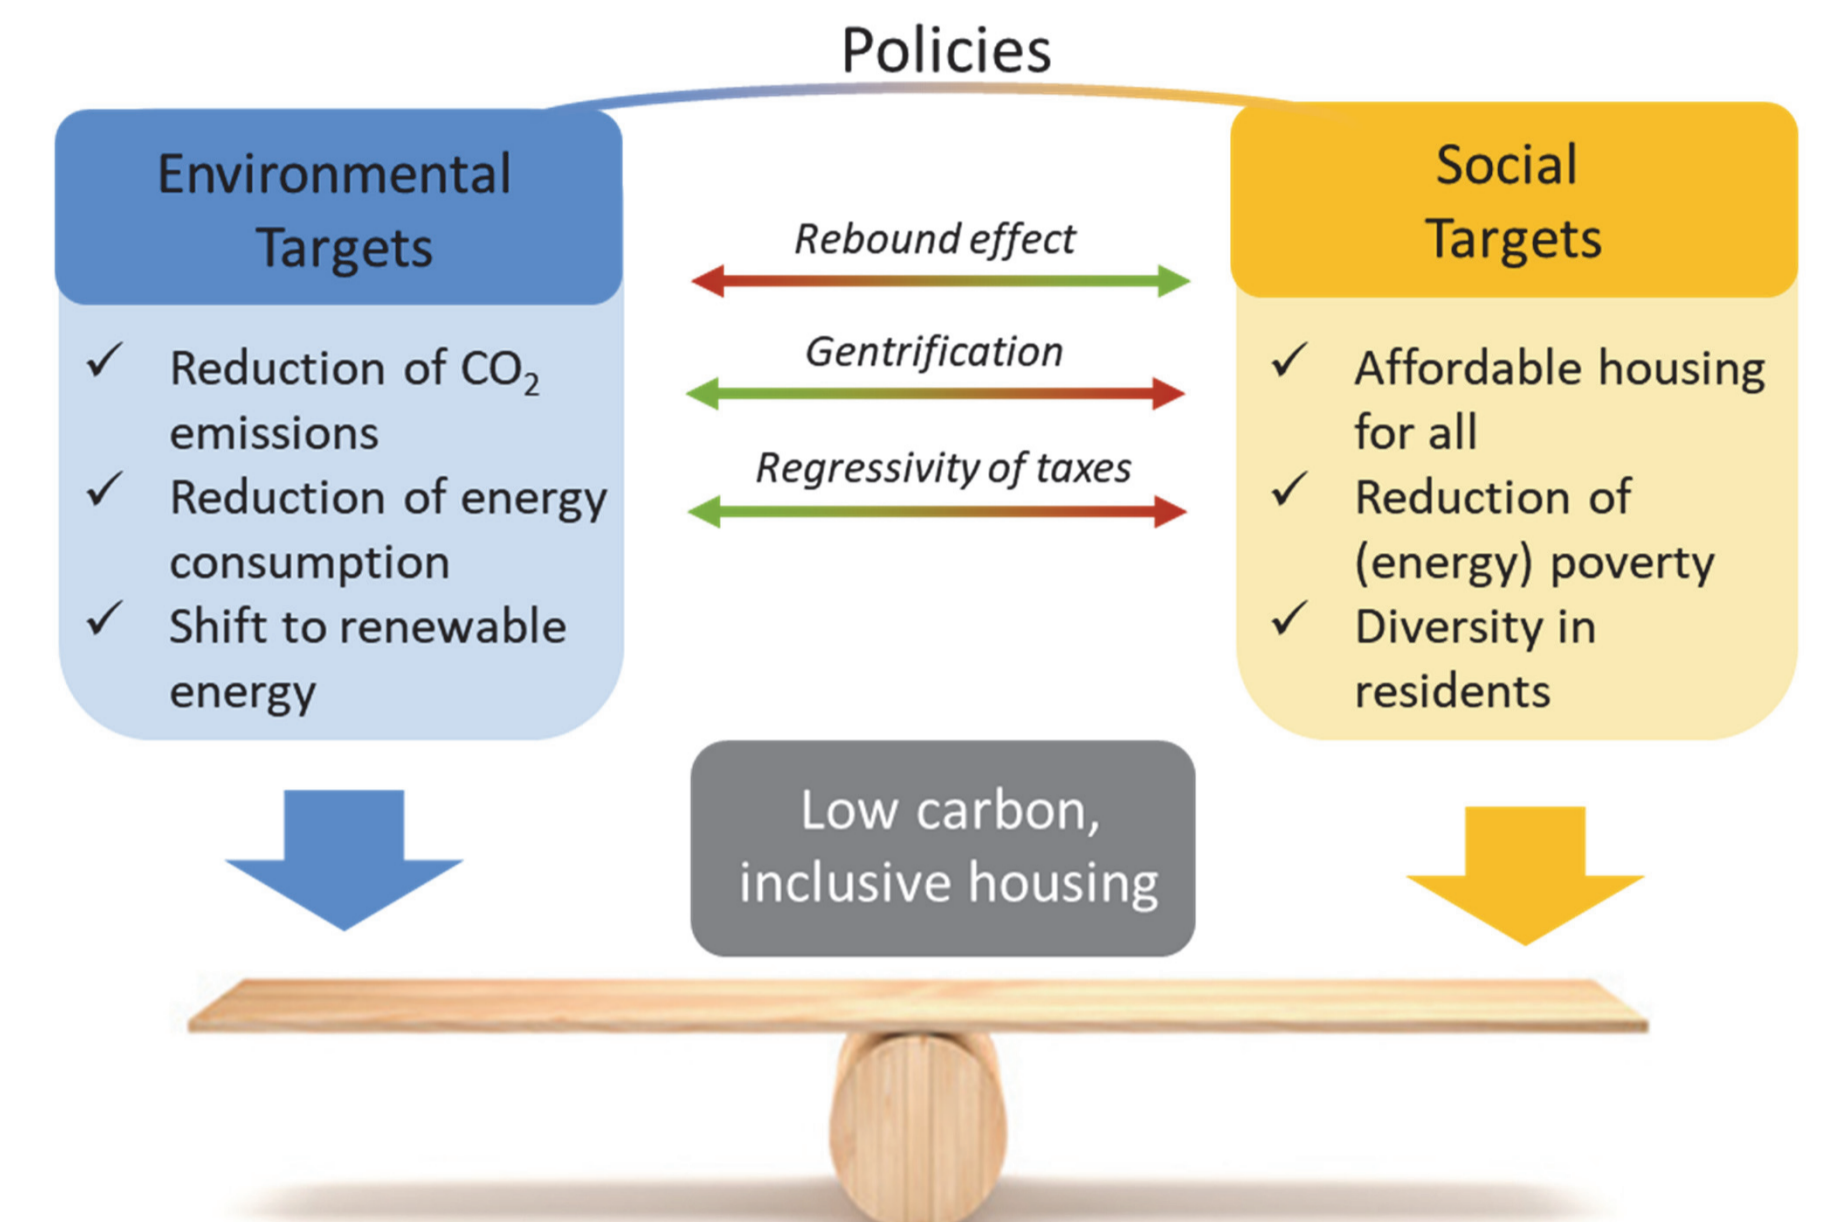 Policies
Environmental
Targets
✓ Reduction of CO₂
emissions
✓ Reduction of energy
consumption
✓ Shift to renewable
energy
Rebound effect
Gentrification
Regressivity of taxes
Social
Targets
✓ Affordable housing
for all
✓ Reduction of
(energy) poverty
✓ Diversity in
residents
Low carbon,
inclusive housing